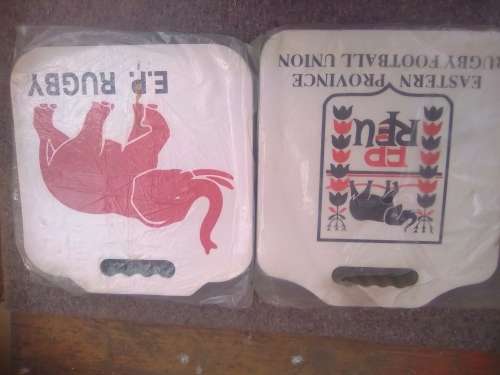 E.P. RUGBY
EASTERN PROVINCE
RUGBY FOOTBALL UNION
EP
RFU